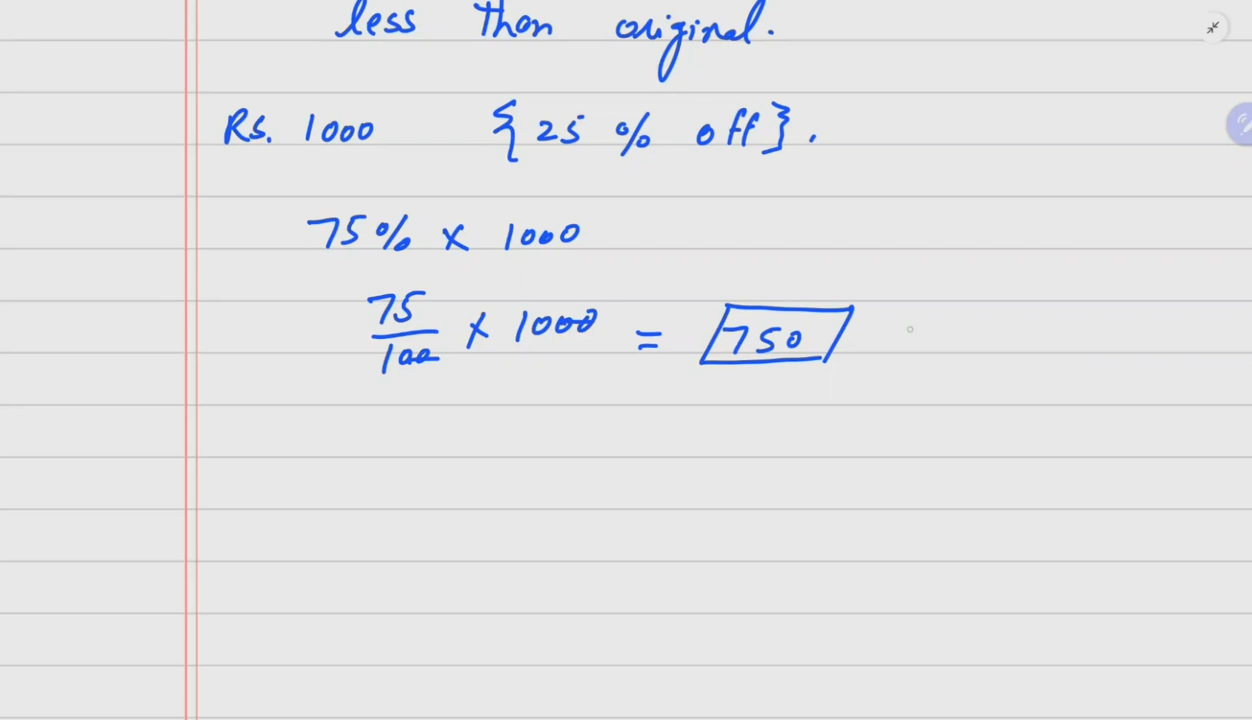 less than original.
Rs. 1000 {25 % off}.
75% x 1000
75/100 x 1000 = 750